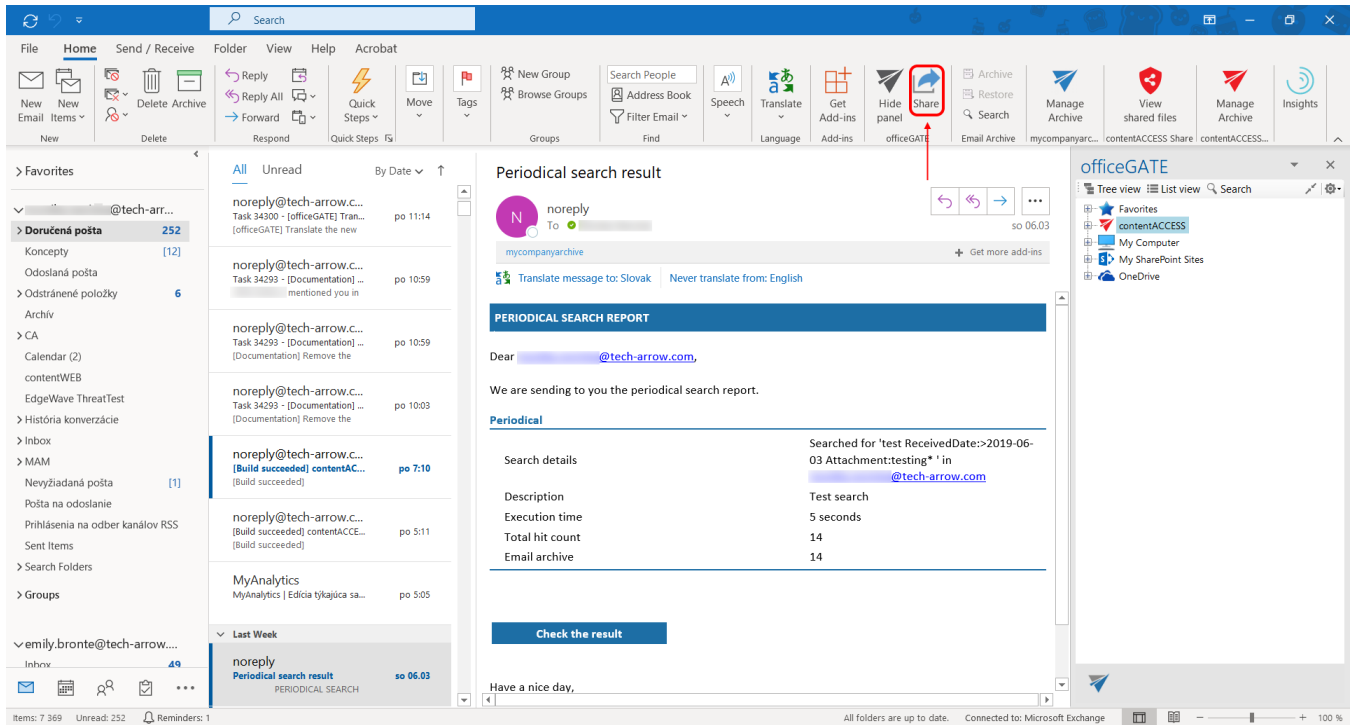 Search
File Home Send / Receive Folder View Help Acrobat
New Email
New Items
Delete
Archive
Reply
Reply All
Forward
Quick Steps
Move
Tags
New Group
Browse Groups
Search People
Address Book
Filter Email
Speech
Translate
Get Add-ins
Hide panel
Share
Archive
Restore
Search
Manage Archive
View shared files
Manage Archive
Insights
New Delete Respond Quick Steps Groups Find Language Add-ins officeGATE Email Archive mycompanyarc... contentACCESS Share contentACCESS...
Favorites
@tech-arr...
Doručená pošta 252
Koncepty [12]
Odoslaná pošta
Odstránené položky 6
Archív
CA
Calendar (2)
contentWEB
EdgeWave ThreatTest
História konverzácie
Inbox
MAM
Nevyžiadaná pošta [1]
Pošta na odoslanie
Prihlásenia na odber kanálov RSS
Sent Items
Search Folders
Groups
emily.bronte@tech-arrow....
Inbox 49
All Unread By Date
noreply@tech-arrow.c...
Task 34300 - [officeGATE] Tran... po 11:14
[officeGATE] Translate the new
noreply@tech-arrow.c...
Task 34293 - [Documentation] ... po 10:59
mentioned you in
noreply@tech-arrow.c...
Task 34293 - [Documentation] ... po 10:59
[Documentation] Remove the
noreply@tech-arrow.c...
Task 34293 - [Documentation] ... po 10:03
[Documentation] Remove the
noreply@tech-arrow.c...
[Build succeeded] contentAC... po 7:10
[Build succeeded]
noreply@tech-arrow.c...
[Build succeeded] contentACCE... po 5:11
[Build succeeded]
MyAnalytics
MyAnalytics | Edícia týkajúca sa... po 5:05
Last Week
noreply
Periodical search result so 06.03
PERIODICAL SEARCH
Periodical search result
N
noreply
To
so 06.03
mycompanyarchive + Get more add-ins
Translate message to: Slovak Never translate from: English
PERIODICAL SEARCH REPORT
Dear @tech-arrow.com,
We are sending to you the periodical search report.
Periodical
Search details Searched for 'test ReceivedDate:>2019-06-
03 Attachment:testing* ' in
@tech-arrow.com
Description Test search
Execution time 5 seconds
Total hit count 14
Email archive 14
Check the result
Have a nice day,
officeGATE
Tree view List view Search
Favorites
contentACCESS
My Computer
My SharePoint Sites
OneDrive
Items: 7 369 Unread: 252 Reminders: 1 All folders are up to date. Connected to: Microsoft Exchange 100 %